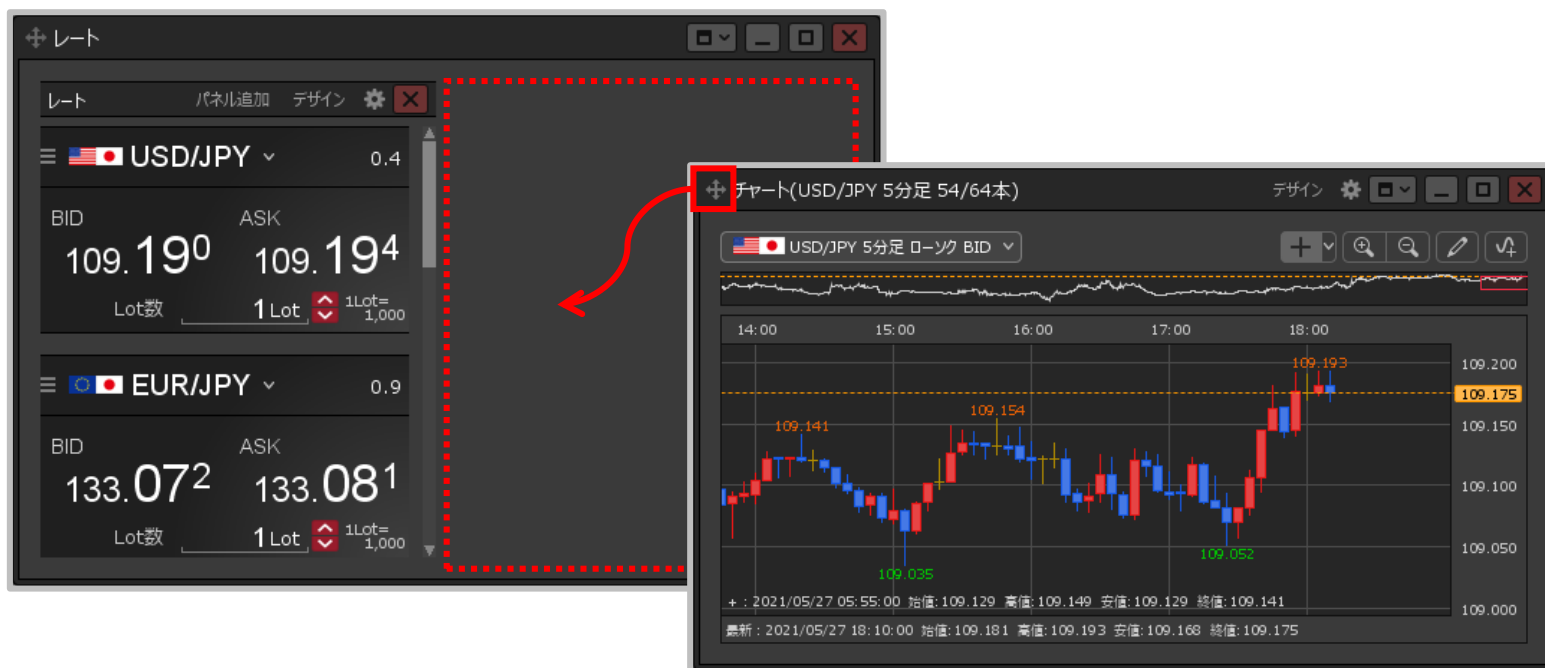 レート
レート パネル追加 デザイン
USD/JPY 0.4
BID ASK
109.190 109.194
Lot数 1 Lot 1Lot= 1,000
EUR/JPY 0.9
BID ASK
133.072 133.081
Lot数 1 Lot 1Lot= 1,000
チャート(USD/JPY 5分足 54/64本) デザイン
USD/JPY 5分足 ローソク BID
14:00 15:00 16:00 17:00 18:00
109.193
109.200
109.175
109.154
109.141
109.150
109.100
109.052
109.050
109.035
+ : 2021/05/27 05:55:00 始値:109.129 高値:109.149 安値:109.129 終値:109.141
109.000
最新 : 2021/05/27 18:10:00 始値:109.181 高値:109.193 安値:109.168 終値:109.175